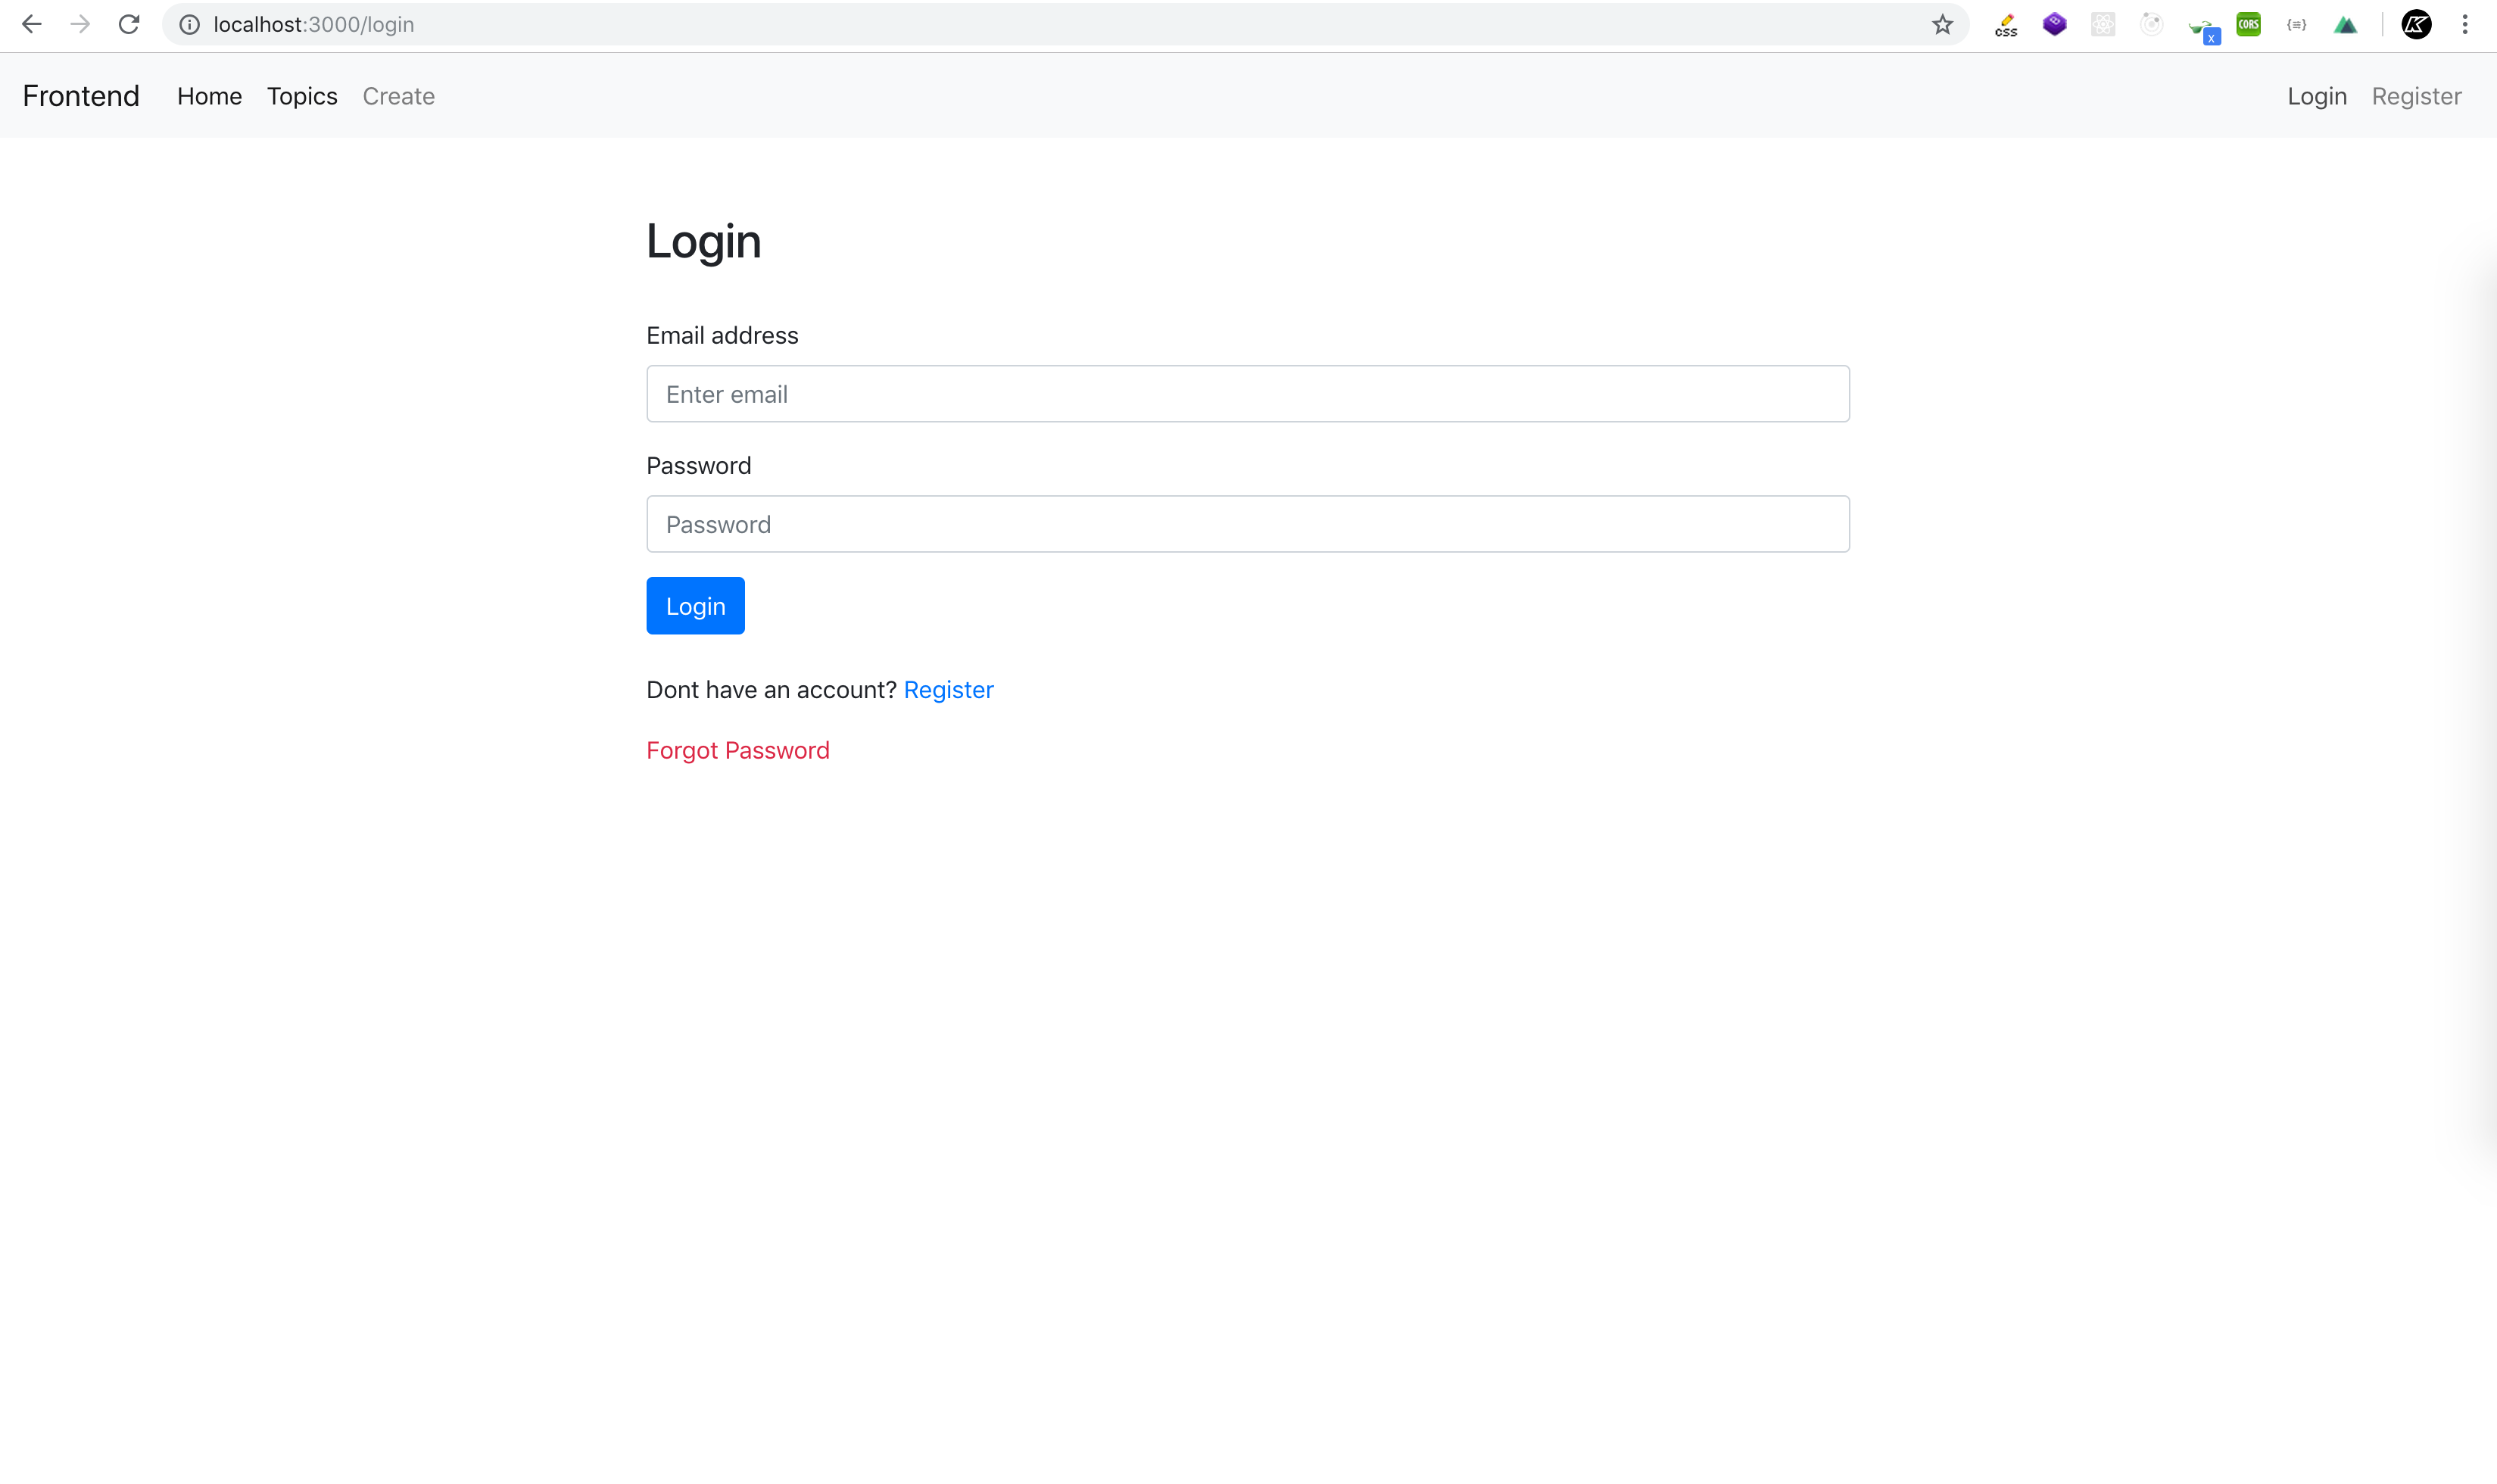 localhost:3000/login
CSS
x
CORS
{≡}
K
Frontend Home Topics Create Login Register
Login
Email address
Enter email
Password
Password
Login
Dont have an account? Register
Forgot Password